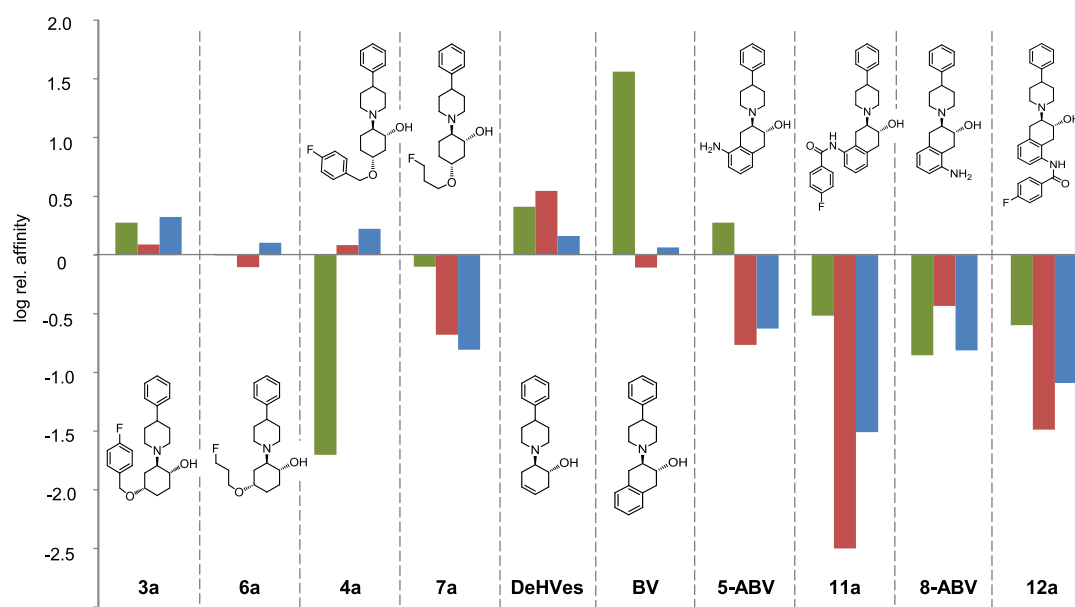 2.0
1.5
1.0
0.5
0
-0.5
-1.0
-1.5
-2.0
-2.5
log rel. affinity
N
OH
F
O
N
OH
F
O
N
OH
H2N
N
OH
NH
O
F
N
OH
NH2
N
OH
NH
O
F
N
OH
F
O
N
OH
F
O
N
OH
N
OH
3a 6a 4a 7a DeHVes BV 5-ABV 11a 8-ABV 12a